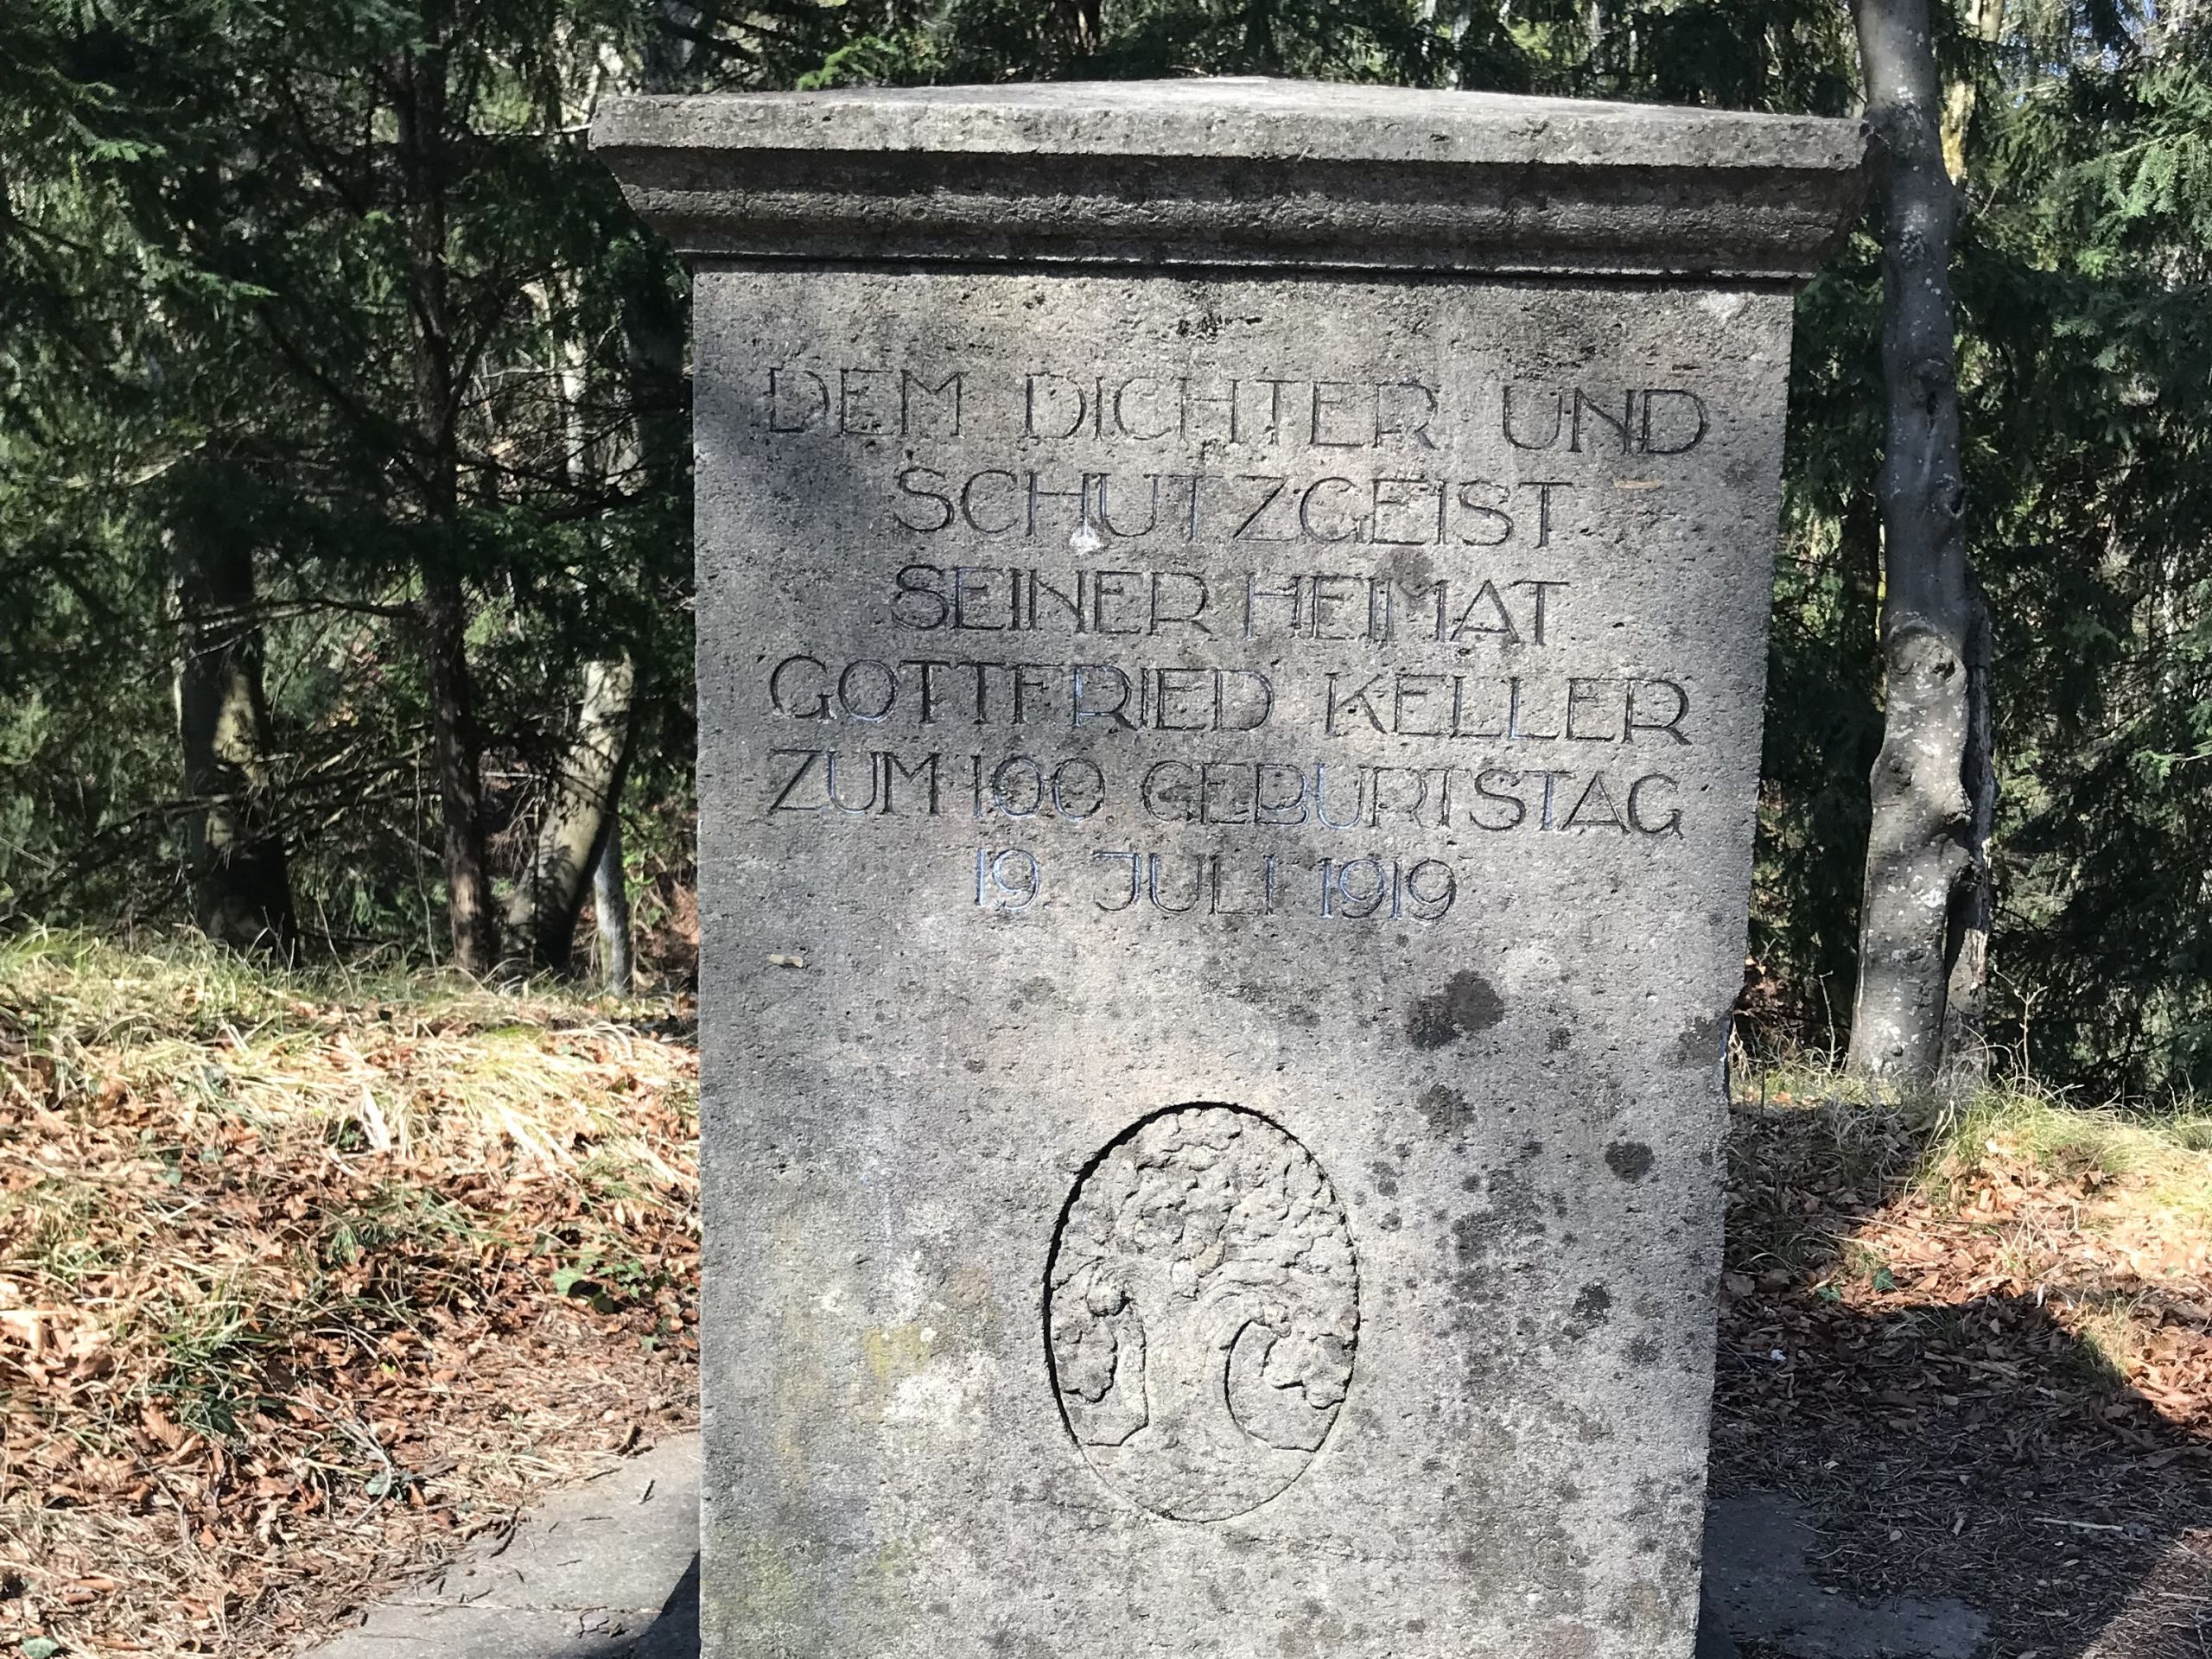 DEM DICHTER UND
SCHUTZGEIST
SEINER HEIMAT
GOTTFRIED KELLER
ZUM 100 GEBURTSTAG
19. JULI 1919